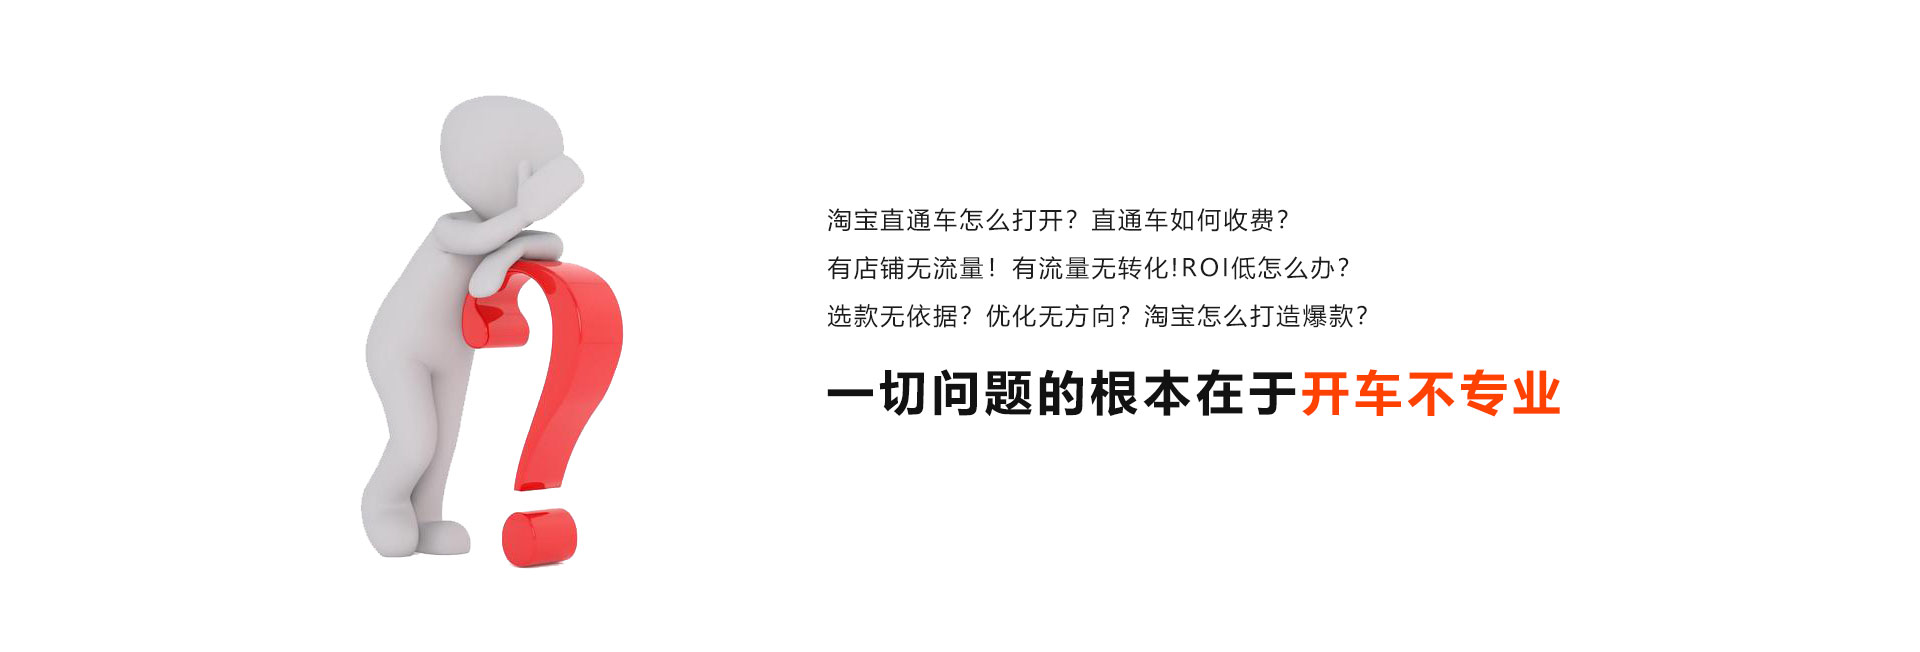 淘宝直通车怎么打开？直通车如何收费？
有店铺无流量！有流量无转化!ROI低怎么办？
选款无依据？优化无方向？淘宝怎么打造爆款？
一切问题的根本在于开车不专业